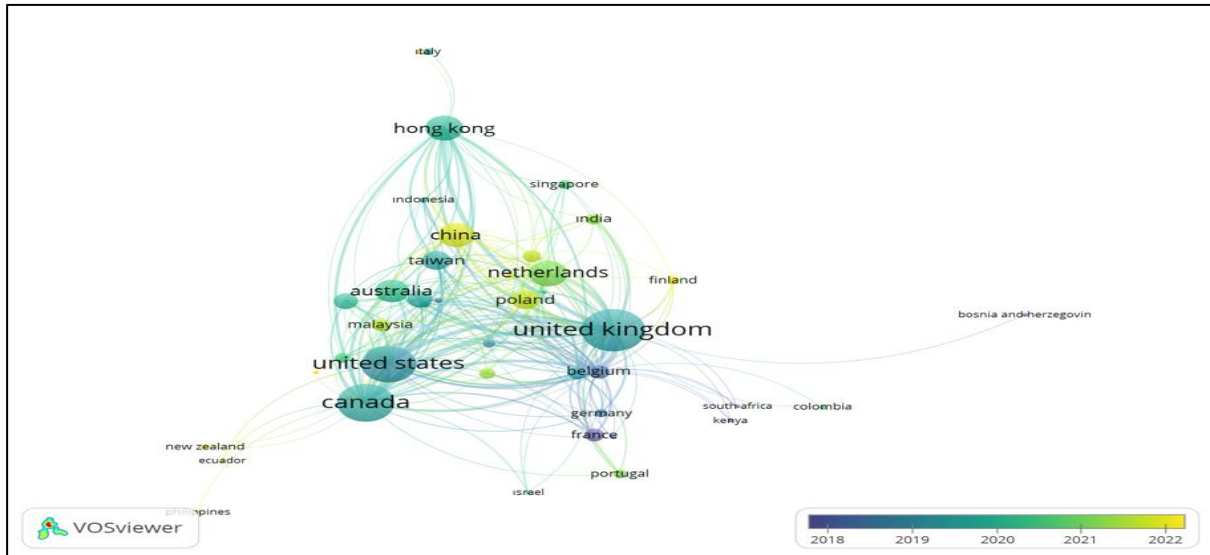 italy
hong kong
singapore
indonesia
india
china
taiwan
netherlands
finland
australia
poland
bosnia and herzegovin
malaysia
united kingdom
united states
belgium
canada
south africa
colombia
germany
kenya
france
new zealand
ecuador
portugal
israel
philippines
VOSviewer
2018 2019 2020 2021 2022